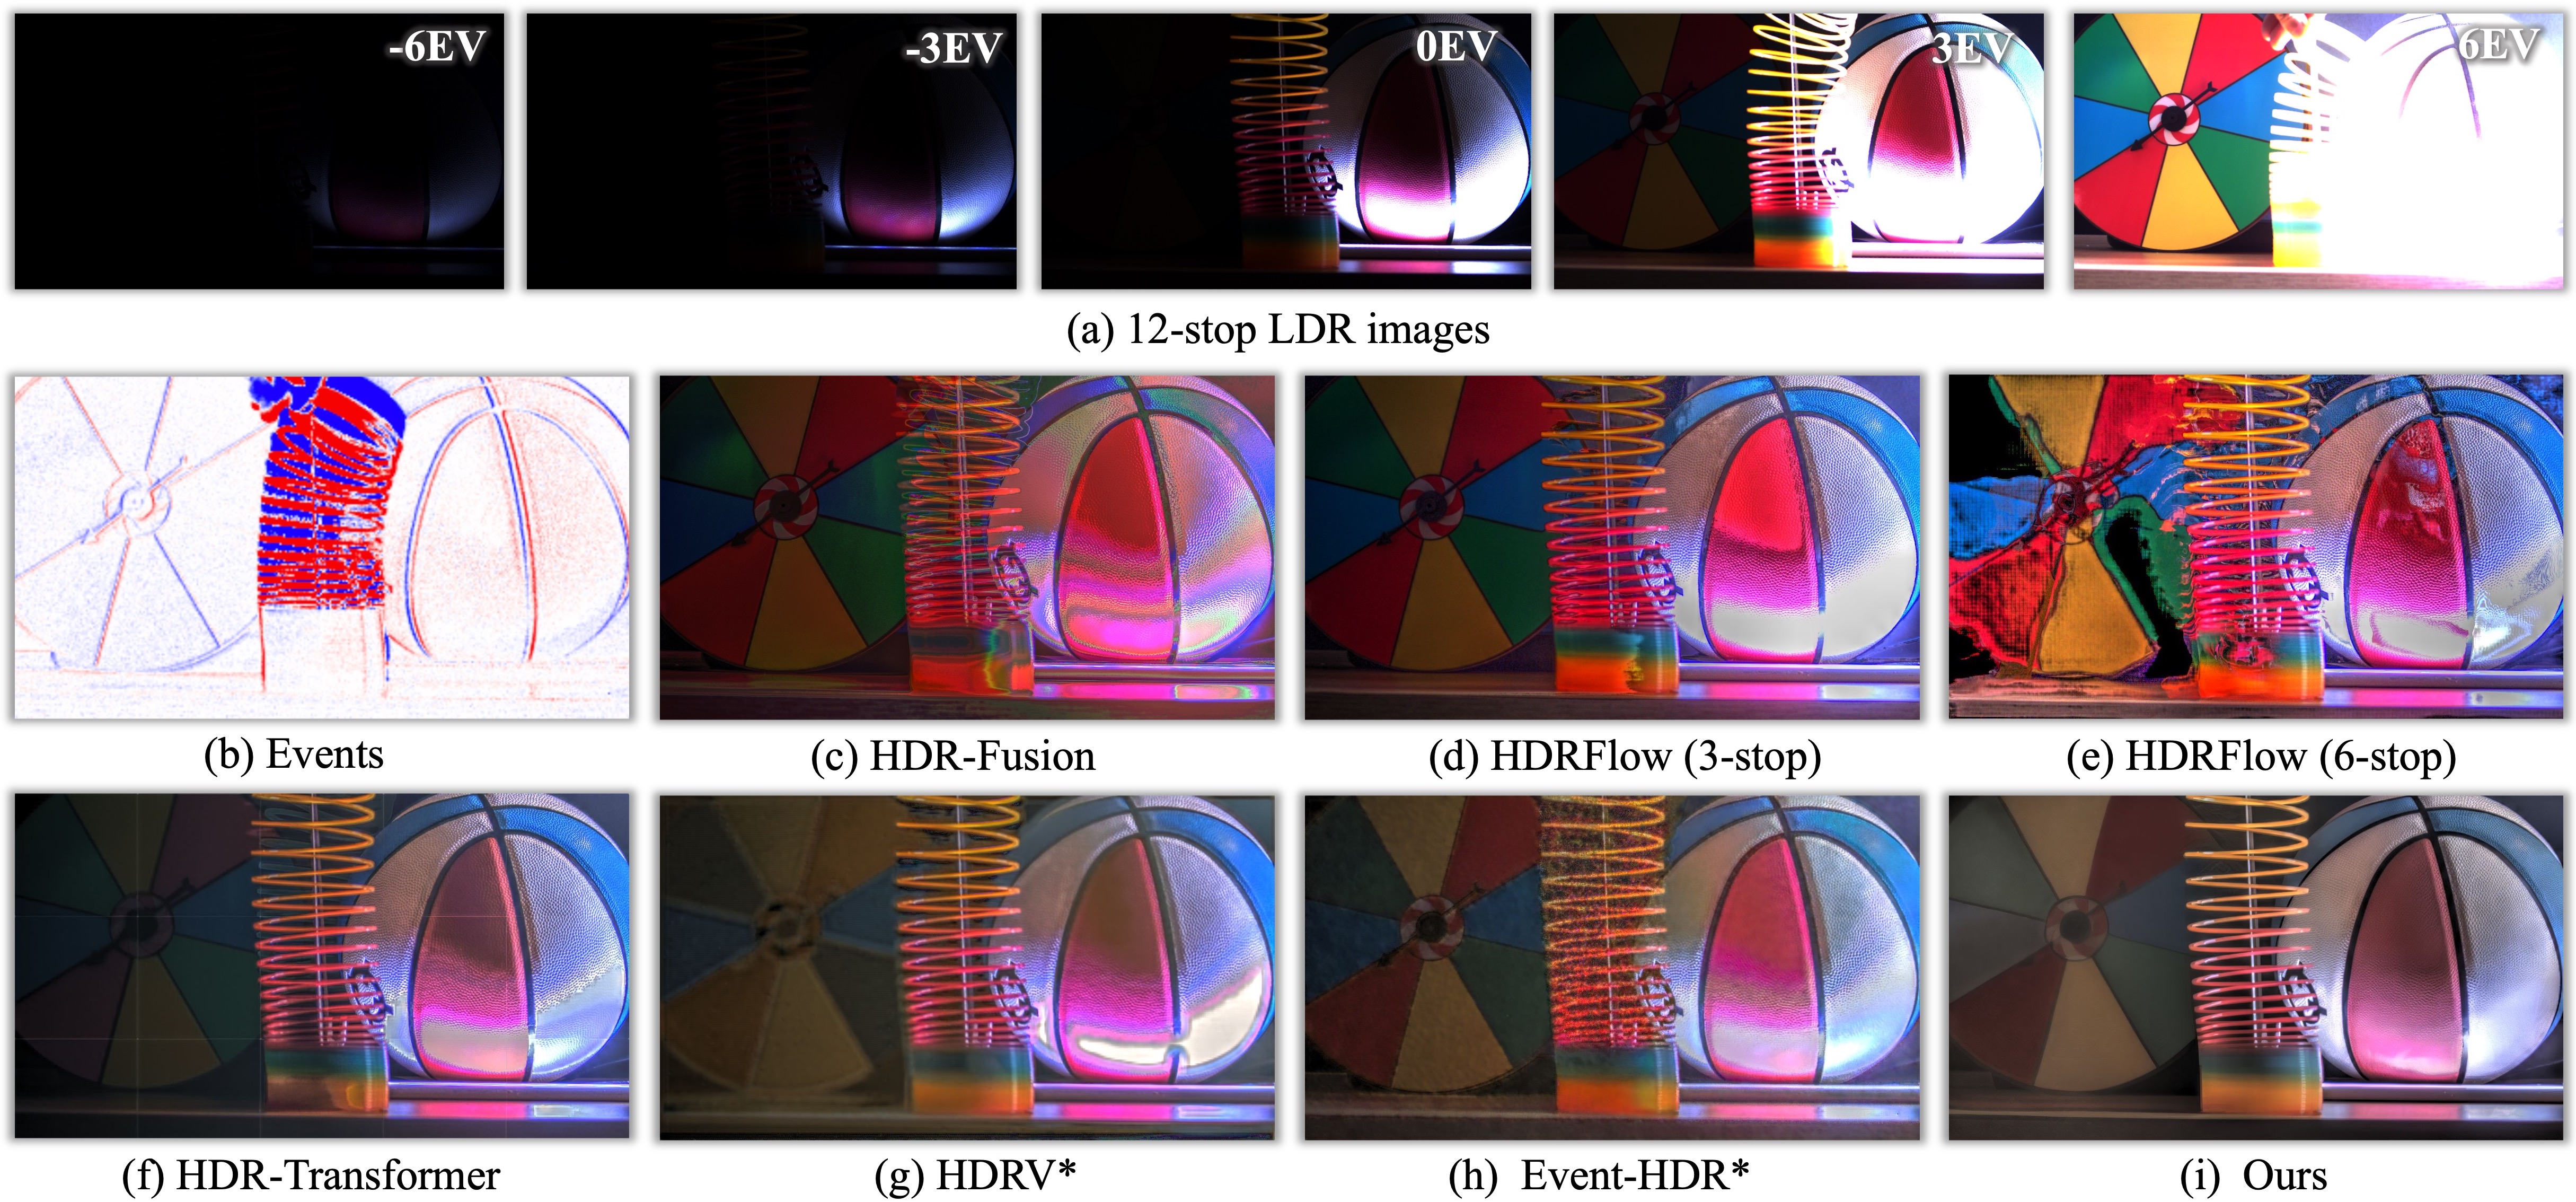 -6EV
-3EV
0EV
3EV
6EV
(a) 12-stop LDR images
(b) Events
(c) HDR-Fusion
(d) HDRFlow (3-stop)
(e) HDRFlow (6-stop)
(f) HDR-Transformer
(g) HDRV*
(h) Event-HDR*
(i) Ours